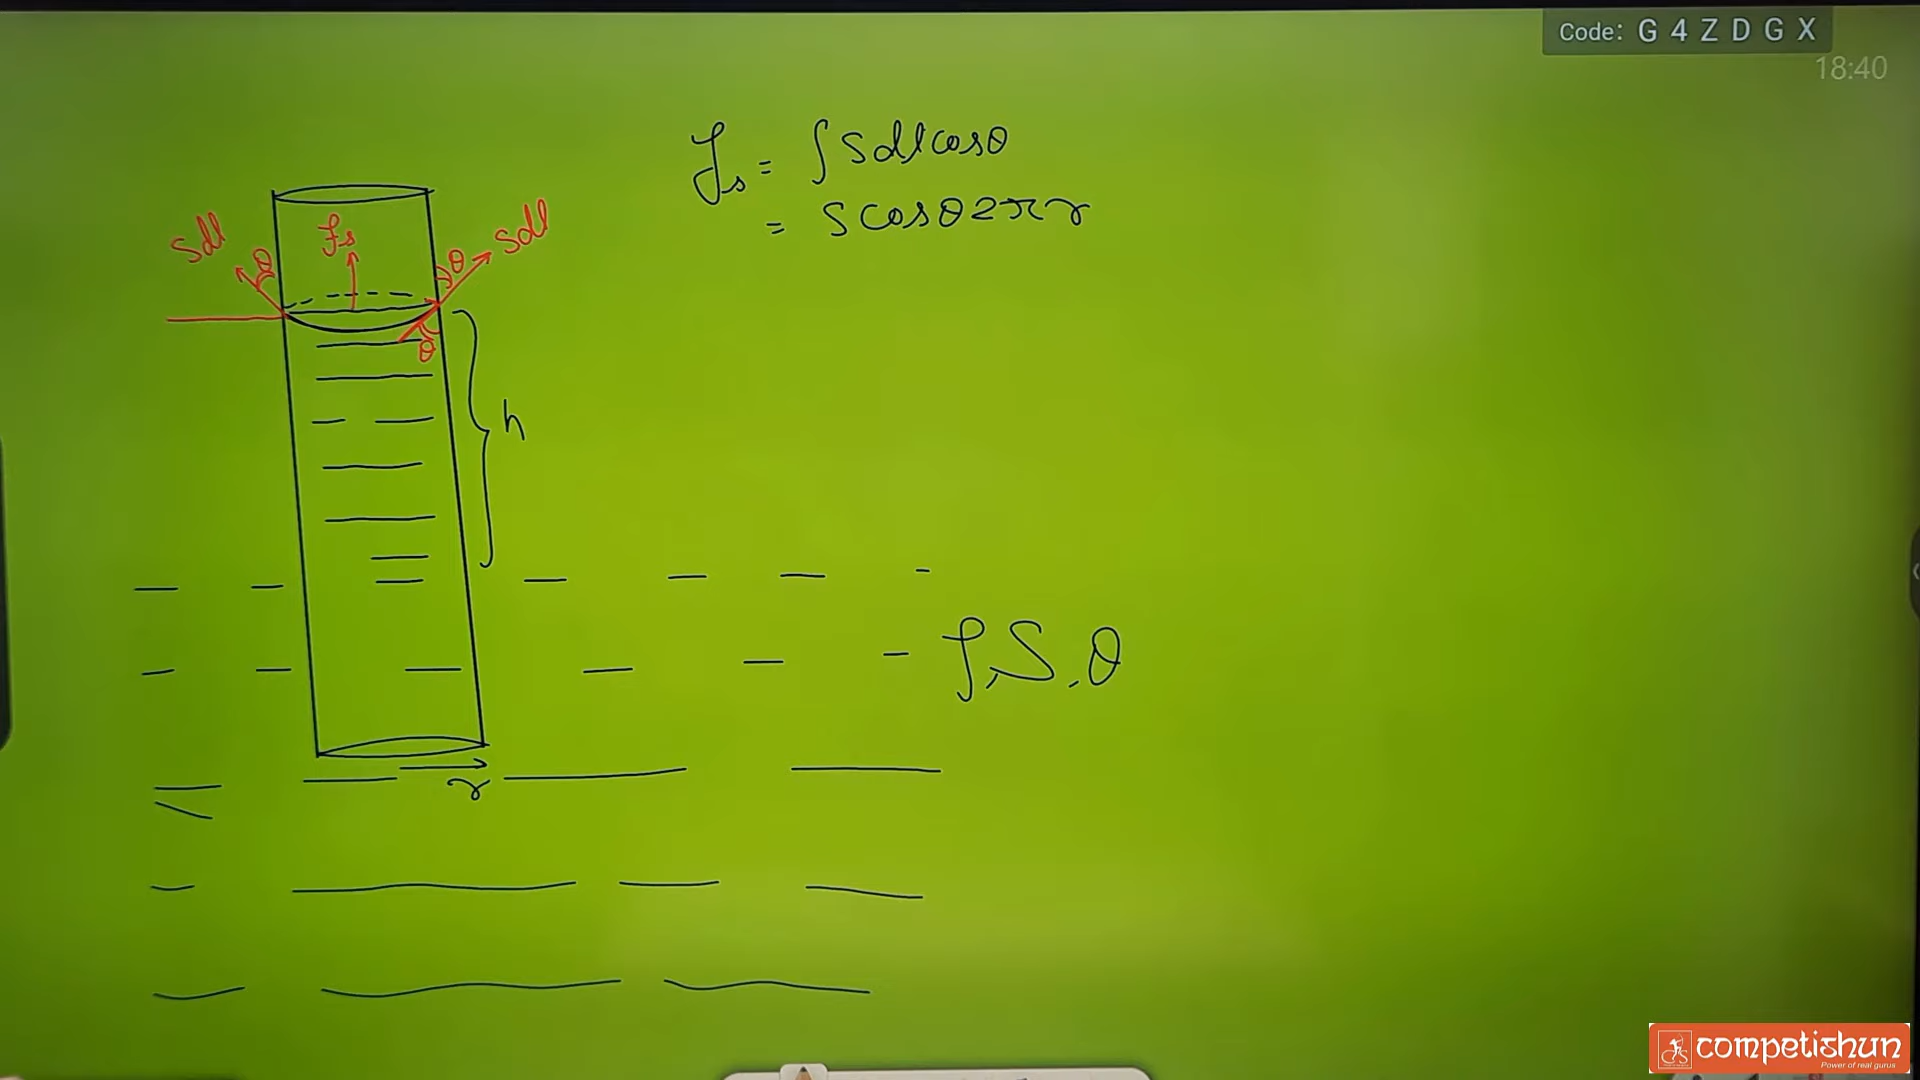 Code: G 4 Z D G X
18:40
fs = ∫ Sdl cosθ
= S cosθ 2πr
Sdl
θ
fs
θ
Sdl
θ
h
ρ, S, θ
r
competishun
Power of real gurus